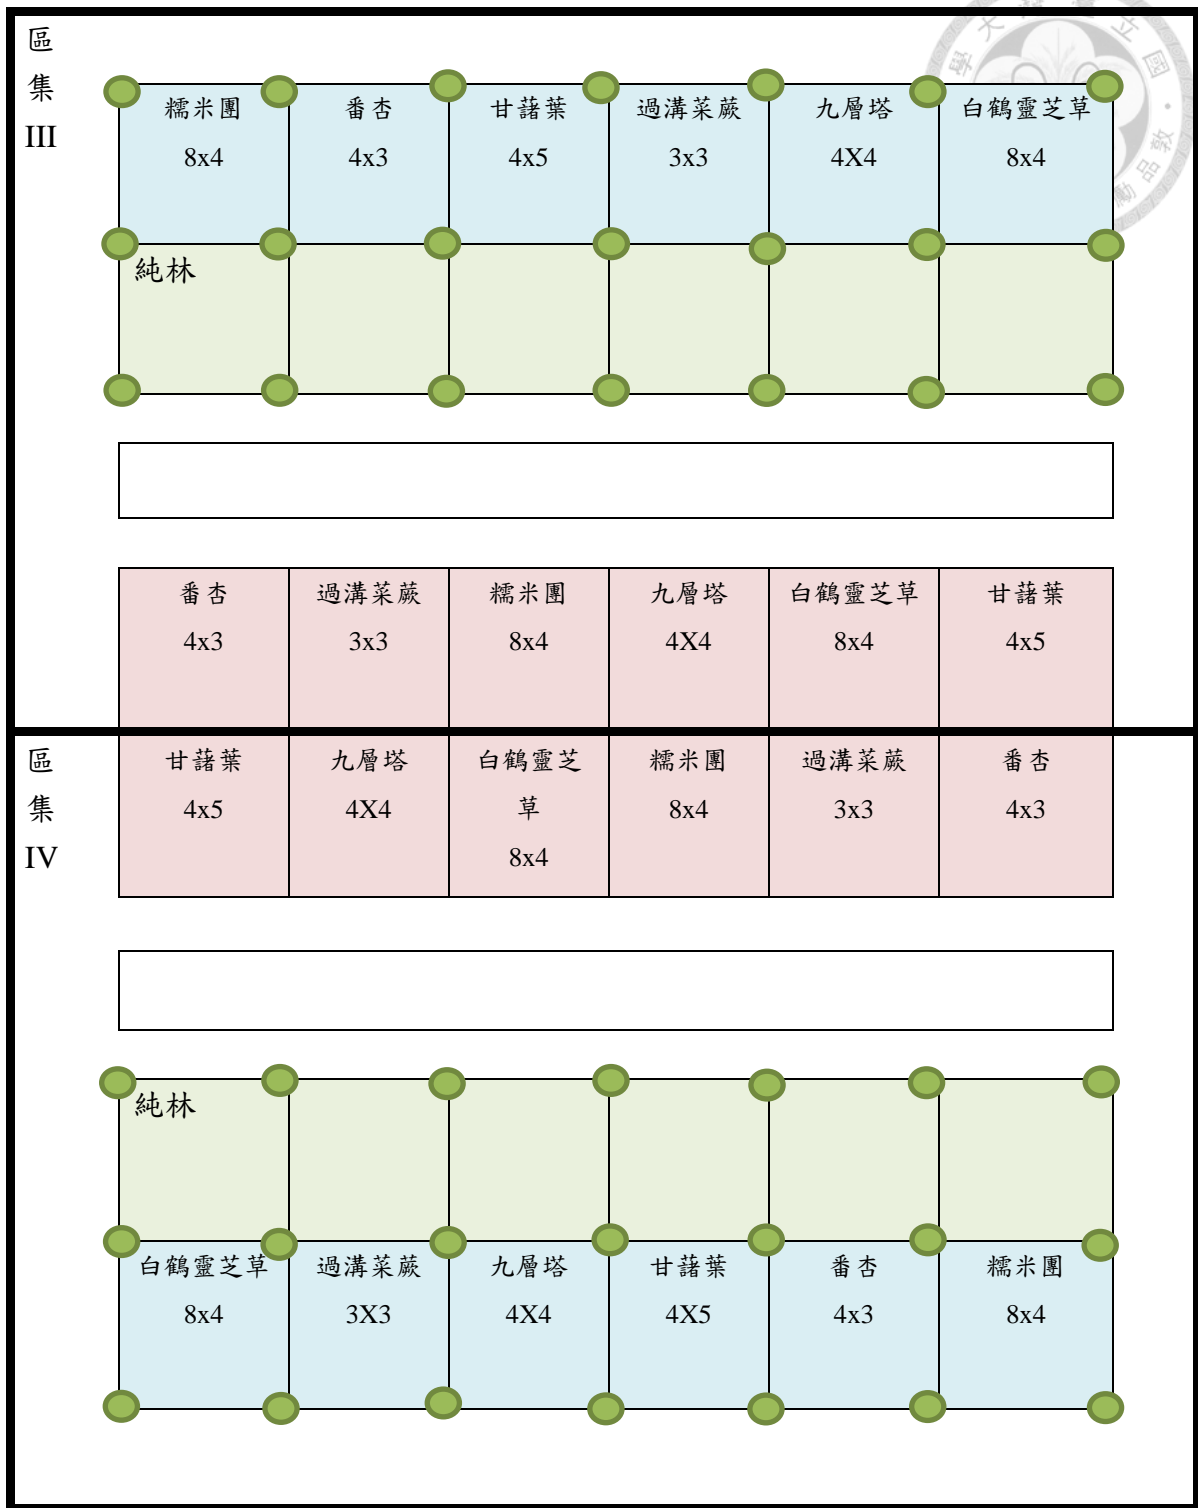 區
集
III
糯米團 番杏 甘藷葉 過溝菜蕨 九層塔 白鶴靈芝草
8x4 4x3 4x5 3x3 4X4 8x4
純林
番杏 過溝菜蕨 糯米團 九層塔 白鶴靈芝草 甘藷葉
4x3 3x3 8x4 4X4 8x4 4x5
區
集
IV
甘藷葉 九層塔 白鶴靈芝 糯米團 過溝菜蕨 番杏
4x5 4X4 草 8x4 3x3 4x3
8x4
純林
白鶴靈芝草 過溝菜蕨 九層塔 甘藷葉 番杏 糯米團
8x4 3X3 4X4 4X5 4x3 8x4